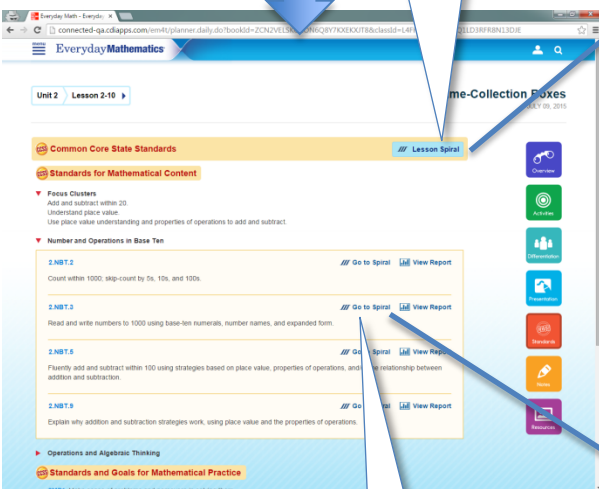 Everyday Math - Everyday
connected-qa.cdiapps.com/em4t/planner.daily.do?bookId=
EverydayMathematics
Unit 2 Lesson 2-10
me-Collection Boxes
JULY 09, 2015
Common Core State Standards
/// Lesson Spiral
Standards for Mathematical Content
Focus Clusters
Add and subtract within 20.
Understand place value.
Use place value understanding and properties of operations to add and subtract.
Number and Operations in Base Ten
2.NBT.2 /// Go to Spiral View Report
Count within 1000; skip-count by 5s, 10s, and 100s.
2.NBT.3 /// Go to Spiral View Report
Read and write numbers to 1000 using base-ten numerals, number names, and expanded form.
2.NBT.5 /// Go Spiral View Report
Fluently add and subtract within 100 using strategies based on place value, properties of operations, and relationship between
addition and subtraction.
2.NBT.9 /// Go View Report
Explain why addition and subtraction strategies work, using place value and the properties of operations.
Operations and Algebraic Thinking
Standards and Goals for Mathematical Practice
Overview
Activities
Differentiation
Presentation
Standards
Notes
Resources